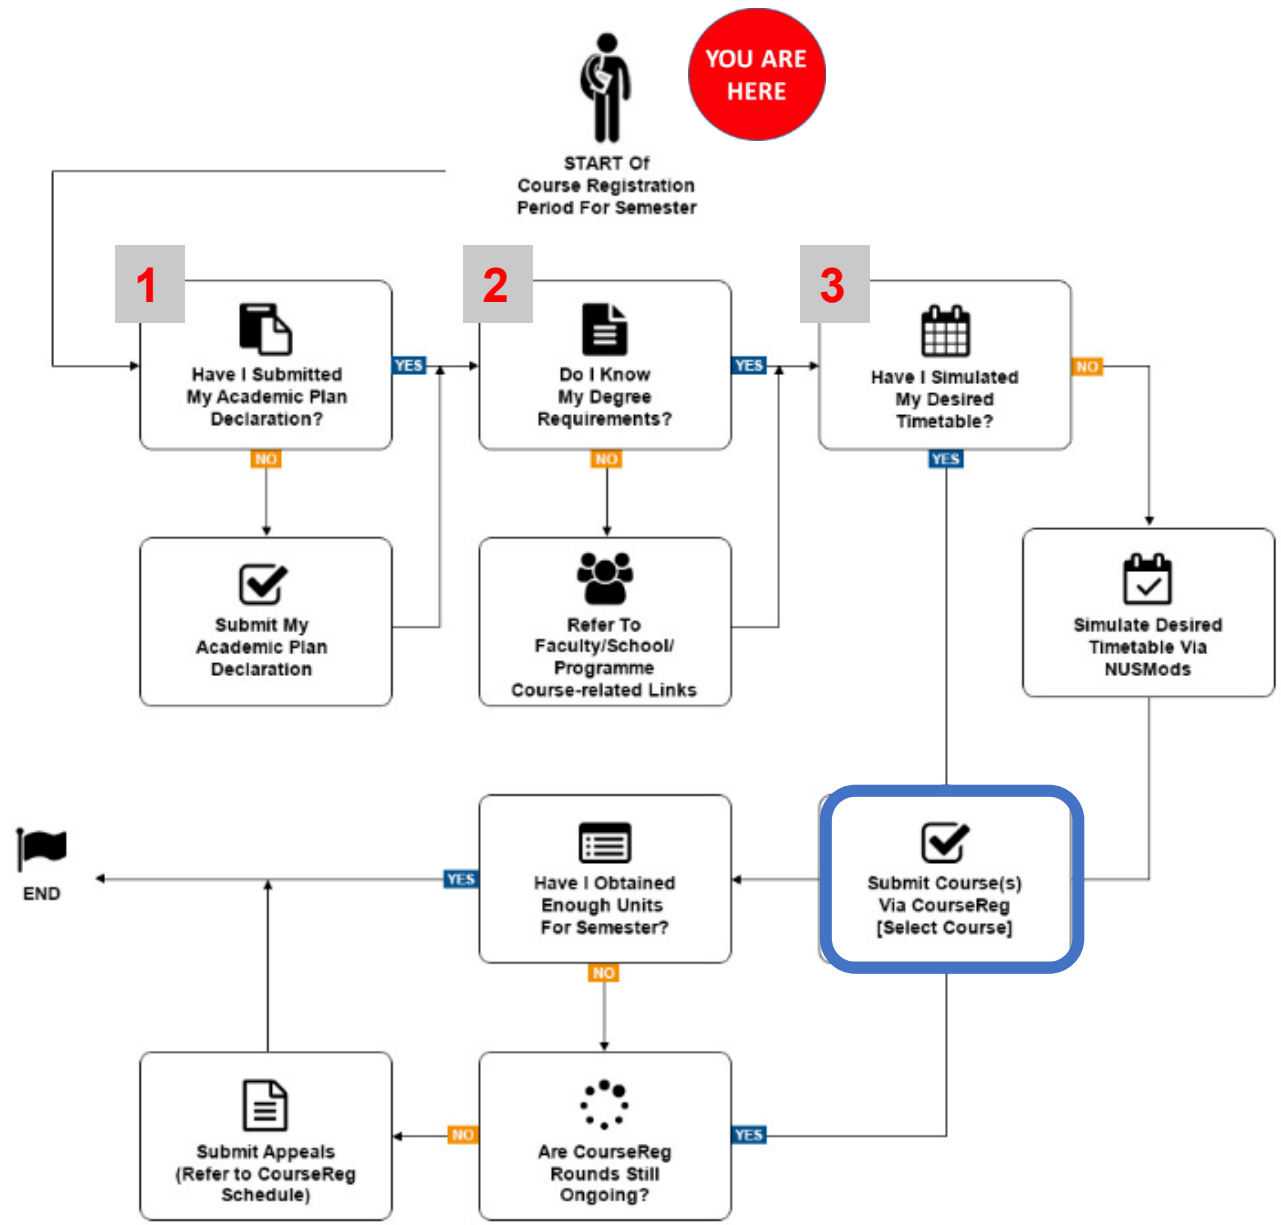 YOU ARE
HERE
START Of
Course Registration
Period For Semester
1
Have I Submitted
My Academic Plan
Declaration?
YES
NO
2
Do I Know
My Degree
Requirements?
YES
NO
3
Have I Simulated
My Desired
Timetable?
NO
YES
Submit My
Academic Plan
Declaration
Refer To
Faculty/School/
Programme
Course-related Links
Simulate Desired
Timetable Via
NUSMods
END
YES
Have I Obtained
Enough Units
For Semester?
NO
Submit Course(s)
Via CourseReg
[Select Course]
Submit Appeals
(Refer to CourseReg
Schedule)
NO
Are CourseReg
Rounds Still
Ongoing?
YES